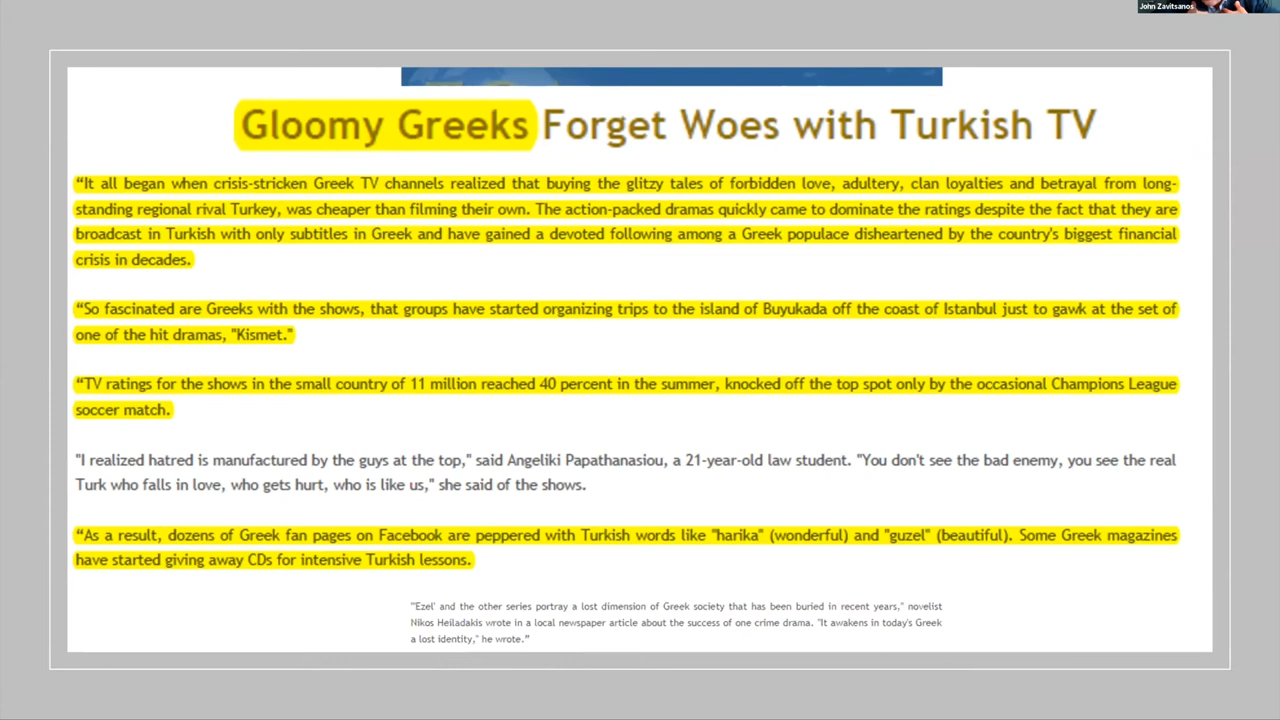 John Zavitsanos
Gloomy Greeks Forget Woes with Turkish TV
“It all began when crisis-stricken Greek TV channels realized that buying the glitzy tales of forbidden love, adultery, clan loyalties and betrayal from long-
standing regional rival Turkey, was cheaper than filming their own. The action-packed dramas quickly came to dominate the ratings despite the fact that they are
broadcast in Turkish with only subtitles in Greek and have gained a devoted following among a Greek populace disheartened by the country's biggest financial
crisis in decades.
“So fascinated are Greeks with the shows, that groups have started organizing trips to the island of Buyukada off the coast of Istanbul just to gawk at the set of
one of the hit dramas, "Kismet."
“TV ratings for the shows in the small country of 11 million reached 40 percent in the summer, knocked off the top spot only by the occasional Champions League
soccer match.
"I realized hatred is manufactured by the guys at the top," said Angeliki Papathanasiou, a 21-year-old law student. "You don't see the bad enemy, you see the real
Turk who falls in love, who gets hurt, who is like us," she said of the shows.
“As a result, dozens of Greek fan pages on Facebook are peppered with Turkish words like "harika" (wonderful) and "guzel" (beautiful). Some Greek magazines
have started giving away CDs for intensive Turkish lessons.
"'Ezel' and the other series portray a lost dimension of Greek society that has been buried in recent years," novelist
Nikos Heiladakis wrote in a local newspaper article about the success of one crime drama. "It awakens in today's Greek
a lost identity," he wrote.”